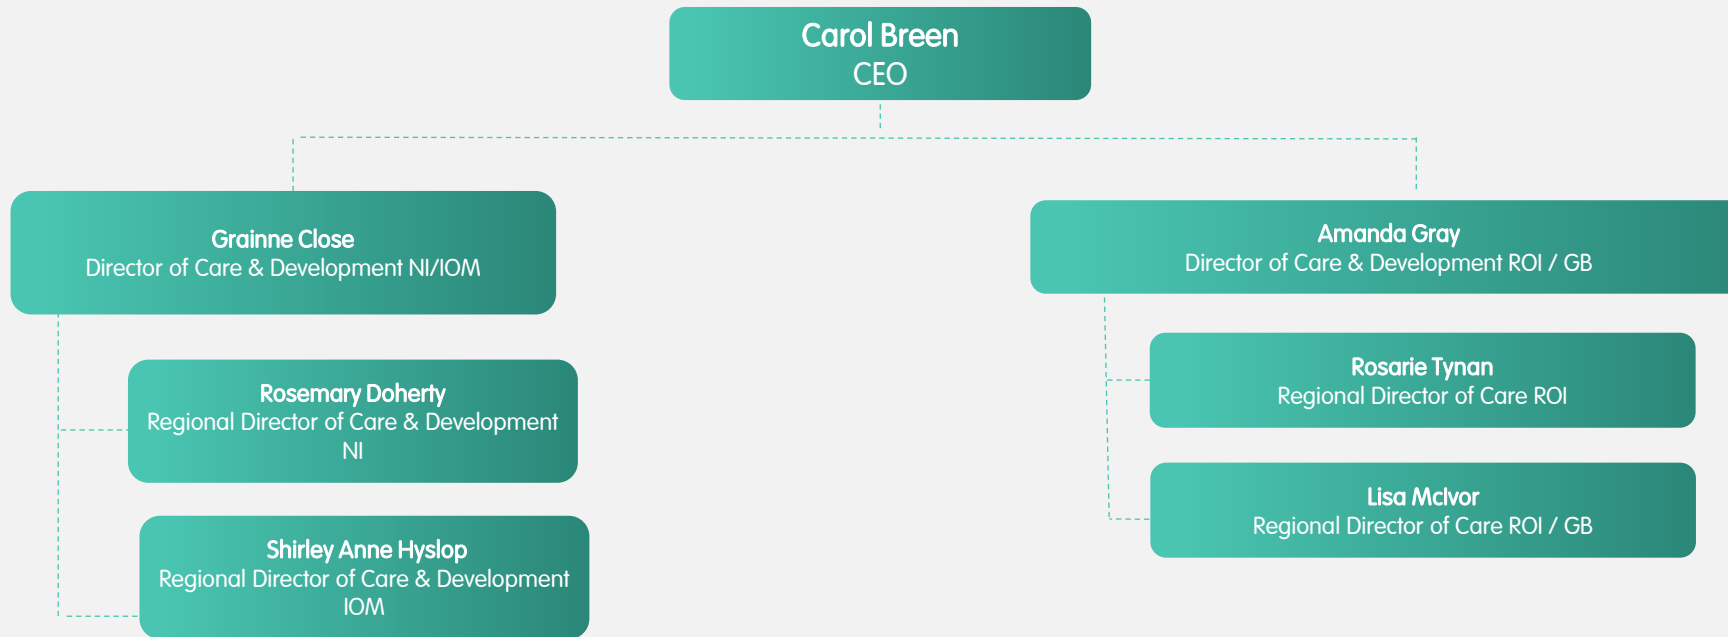 Carol Breen
CEO
Grainne Close
Director of Care & Development NI/IOM
Rosemary Doherty
Regional Director of Care & Development
NI
Shirley Anne Hyslop
Regional Director of Care & Development
IOM
Amanda Gray
Director of Care & Development ROI / GB
Rosarie Tynan
Regional Director of Care ROI
Lisa McIvor
Regional Director of Care ROI / GB